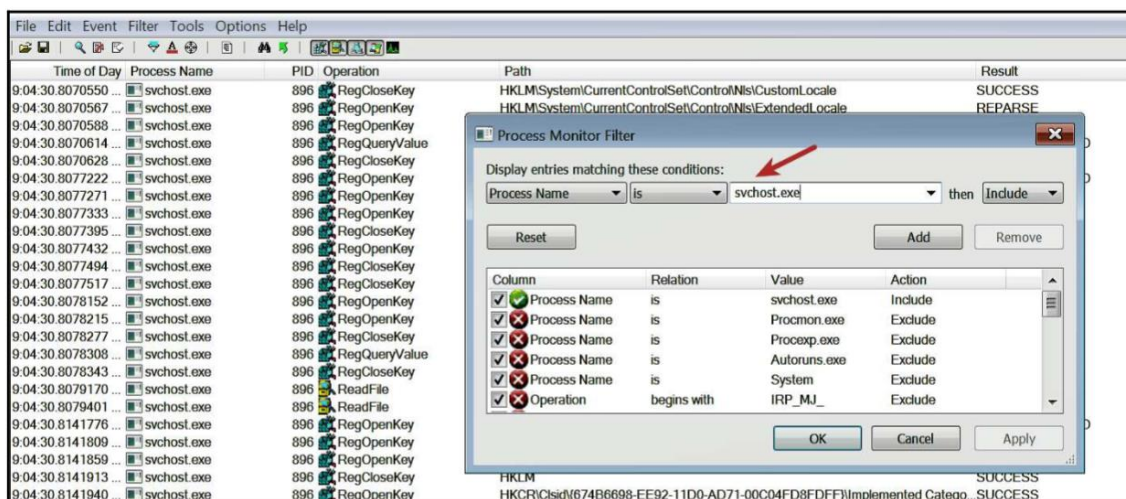 File Edit Event Filter Tools Options Help
Time of Day Process Name PID Operation Path Result
9:04:30.8070550 ... svchost.exe 896 RegCloseKey HKLM\System\CurrentControlSet\Control\Nls\CustomLocale SUCCESS
9:04:30.8070567 ... svchost.exe 896 RegOpenKey HKLM\System\CurrentControlSet\Control\Nls\ExtendedLocale REPARSE
9:04:30.8070588 ... svchost.exe 896 RegOpenKey
9:04:30.8070614 ... svchost.exe 896 RegQueryValue
9:04:30.8070628 ... svchost.exe 896 RegCloseKey
9:04:30.8077222 ... svchost.exe 896 RegOpenKey
9:04:30.8077271 ... svchost.exe 896 RegOpenKey
9:04:30.8077333 ... svchost.exe 896 RegOpenKey
9:04:30.8077395 ... svchost.exe 896 RegCloseKey
9:04:30.8077432 ... svchost.exe 896 RegOpenKey
9:04:30.8077494 ... svchost.exe 896 RegCloseKey
9:04:30.8077517 ... svchost.exe 896 RegCloseKey
9:04:30.8078152 ... svchost.exe 896 RegOpenKey
9:04:30.8078215 ... svchost.exe 896 RegOpenKey
9:04:30.8078277 ... svchost.exe 896 RegCloseKey
9:04:30.8078308 ... svchost.exe 896 RegQueryValue
9:04:30.8078343 ... svchost.exe 896 RegCloseKey
9:04:30.8079170 ... svchost.exe 896 ReadFile
9:04:30.8079401 ... svchost.exe 896 ReadFile
9:04:30.8141776 ... svchost.exe 896 RegOpenKey
9:04:30.8141809 ... svchost.exe 896 RegOpenKey
9:04:30.8141859 ... svchost.exe 896 RegOpenKey
9:04:30.8141913 ... svchost.exe 896 RegCloseKey HKLM SUCCESS
9:04:30.8141940 ... svchost.exe 896 RegOpenKey HKCR\Clsid\{674B6698-EE92-11D0-AD71-00C04FD8FDFF}\Implemented Catego... SUCCESS
Process Monitor Filter
Display entries matching these conditions:
Process Name is svchost.exe then Include
Reset Add Remove
Column Relation Value Action
Process Name is svchost.exe Include
Process Name is Procmon.exe Exclude
Process Name is Procexp.exe Exclude
Process Name is Autoruns.exe Exclude
Process Name is System Exclude
Operation begins with IRP_MJ_ Exclude
OK Cancel Apply